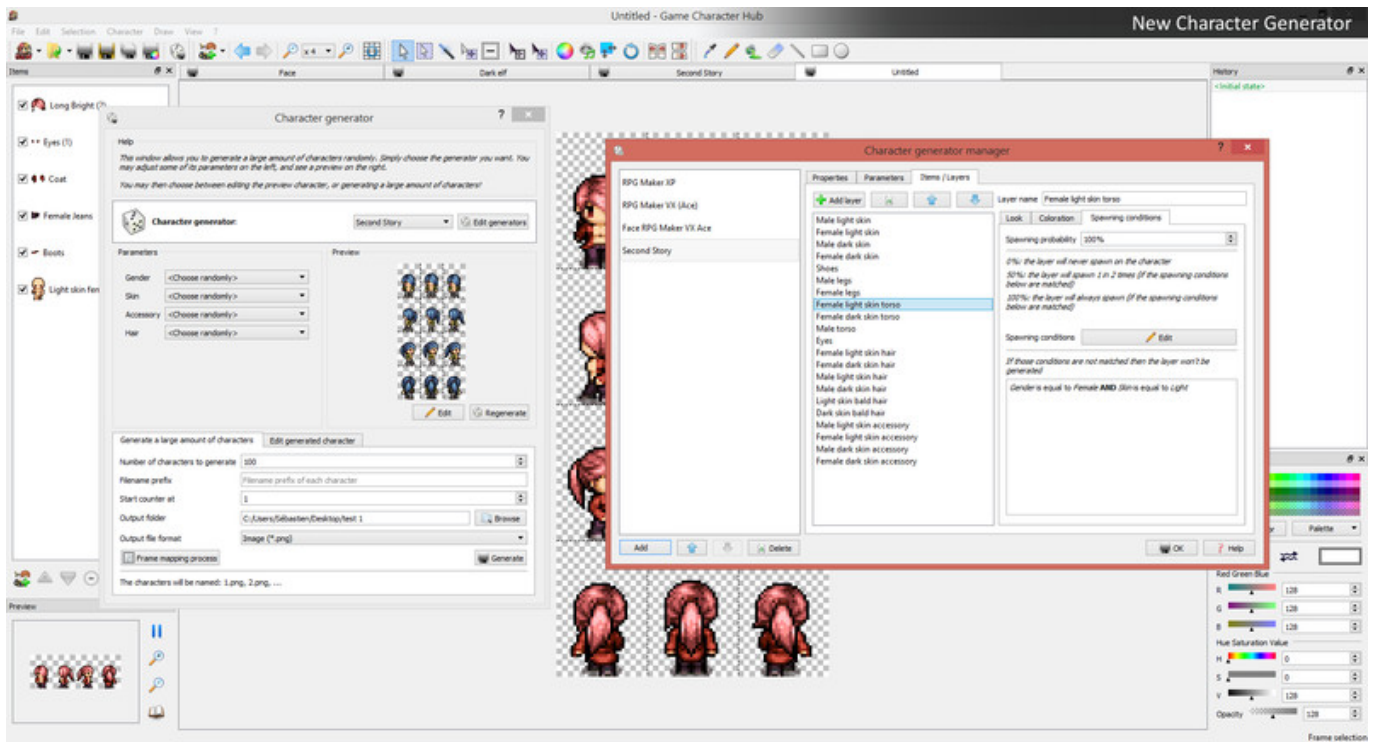 Untitled - Game Character Hub
New Character Generator
File Edit Selection Character Draw View ?
x4
Items
Face
Dark elf
Second Story
Untitled
History
<Initial state>
Long Bright (2)
Eyes (1)
Coat
Female Jeans
Boots
Light skin fem
Preview
Character generator
?
Help
This window allows you to generate a large amount of characters randomly. Simply choose the generator you want. You
may adjust some of its parameters on the left, and see a preview on the right.
You may then choose between editing the preview character, or generating a large amount of characters!
Character generator:
Second Story
Edit generators
Parameters
Preview
Gender <Choose randomly>
Skin <Choose randomly>
Accessory <Choose randomly>
Hair <Choose randomly>
Edit
Regenerate
Generate a large amount of characters
Edit generated character
Number of characters to generate 100
Filename prefix Filename prefix of each character
Start counter at 1
Output folder C:/Users/Sébastien/Desktop/test 1
Browse
Output file format Image (*.png)
Frame mapping process
Generate
The characters will be named: 1.png, 2.png, ...
Character generator manager
?
RPG Maker XP
RPG Maker VX (Ace)
Face RPG Maker VX Ace
Second Story
Add
Delete
Properties Parameters Items / Layers
Add layer
Male light skin
Female light skin
Male dark skin
Female dark skin
Shoes
Male legs
Female legs
Female light skin torso
Female dark skin torso
Male torso
Eyes
Female light skin hair
Female dark skin hair
Male light skin hair
Male dark skin hair
Light skin bald hair
Dark skin bald hair
Male light skin accessory
Female light skin accessory
Male dark skin accessory
Female dark skin accessory
Layer name Female light skin torso
Look Coloration Spawning conditions
Spawning probability 100%
0%: the layer will never spawn on the character
50%: the layer will spawn 1 in 2 times (if the spawning conditions
below are matched)
100%: the layer will always spawn (if the spawning conditions
below are matched)
Spawning conditions Edit
If those conditions are not matched then the layer won't be
generated
Gender is equal to Female AND Skin is equal to Light
OK
? Help
Palette
Red Green Blue
R 128
G 128
B 128
Hue Saturation Value
H 0
S 0
V 128
Opacity 128
Frame selection